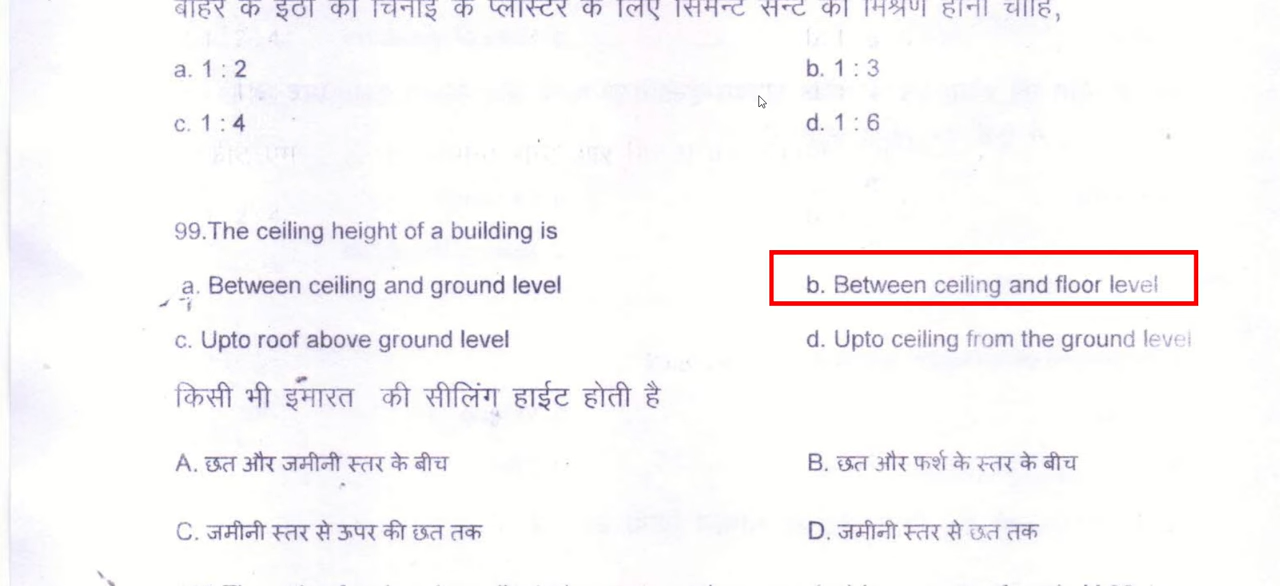 बाहर के इंटों की चिनाई के प्लास्टर के लिए सिमेन्ट सेन्ट का मिश्रण होना चाहि,
a. 1 : 2
b. 1 : 3
c. 1 : 4
d. 1 : 6
99.The ceiling height of a building is
a. Between ceiling and ground level
b. Between ceiling and floor level
c. Upto roof above ground level
d. Upto ceiling from the ground level
किसी भी इमारत की सीलिंग हाईट होती है
A. छत और जमीनी स्तर के बीच
B. छत और फर्श के स्तर के बीच
C. जमीनी स्तर से ऊपर की छत तक
D. जमीनी स्तर से छत तक